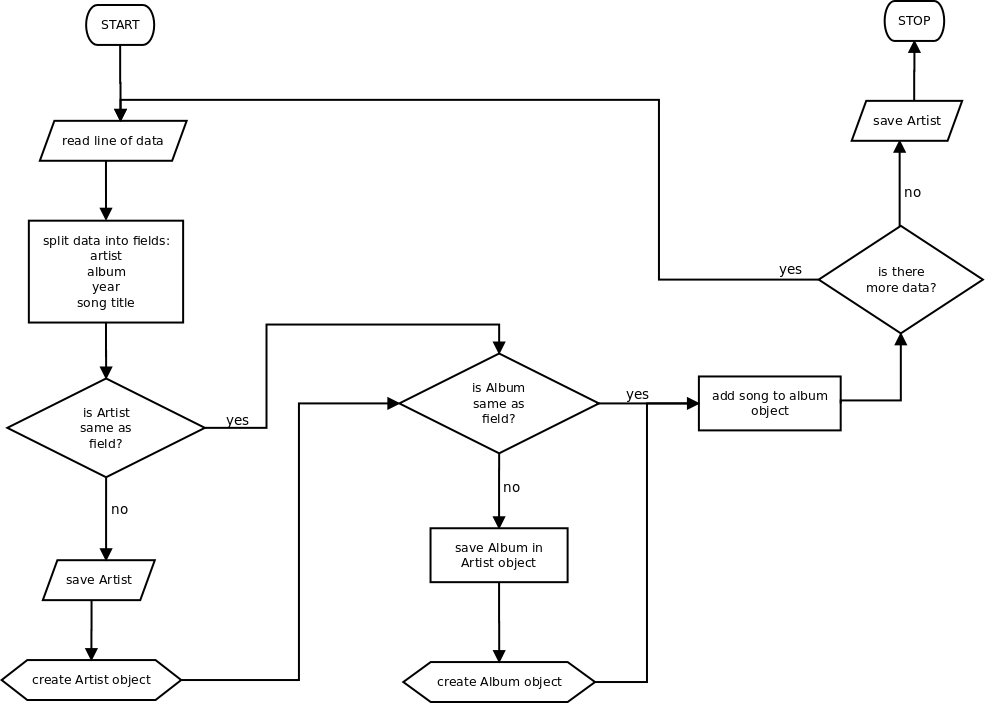 START
read line of data
split data into fields:
artist
album
year
song title
is Artist
same as
field?
yes
no
save Artist
create Artist object
is Album
same as
field?
yes
no
save Album in
Artist object
create Album object
add song to album
object
is there
more data?
yes
no
save Artist
STOP